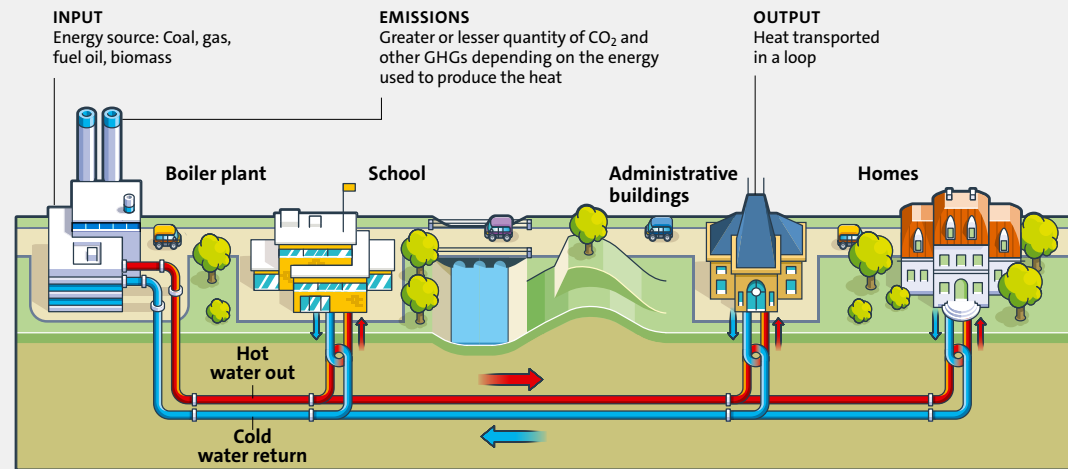 INPUT
Energy source: Coal, gas,
fuel oil, biomass
EMISSIONS
Greater or lesser quantity of CO₂ and
other GHGs depending on the energy
used to produce the heat
OUTPUT
Heat transported
in a loop
Boiler plant
School
Administrative
buildings
Homes
Hot
water out
Cold
water return